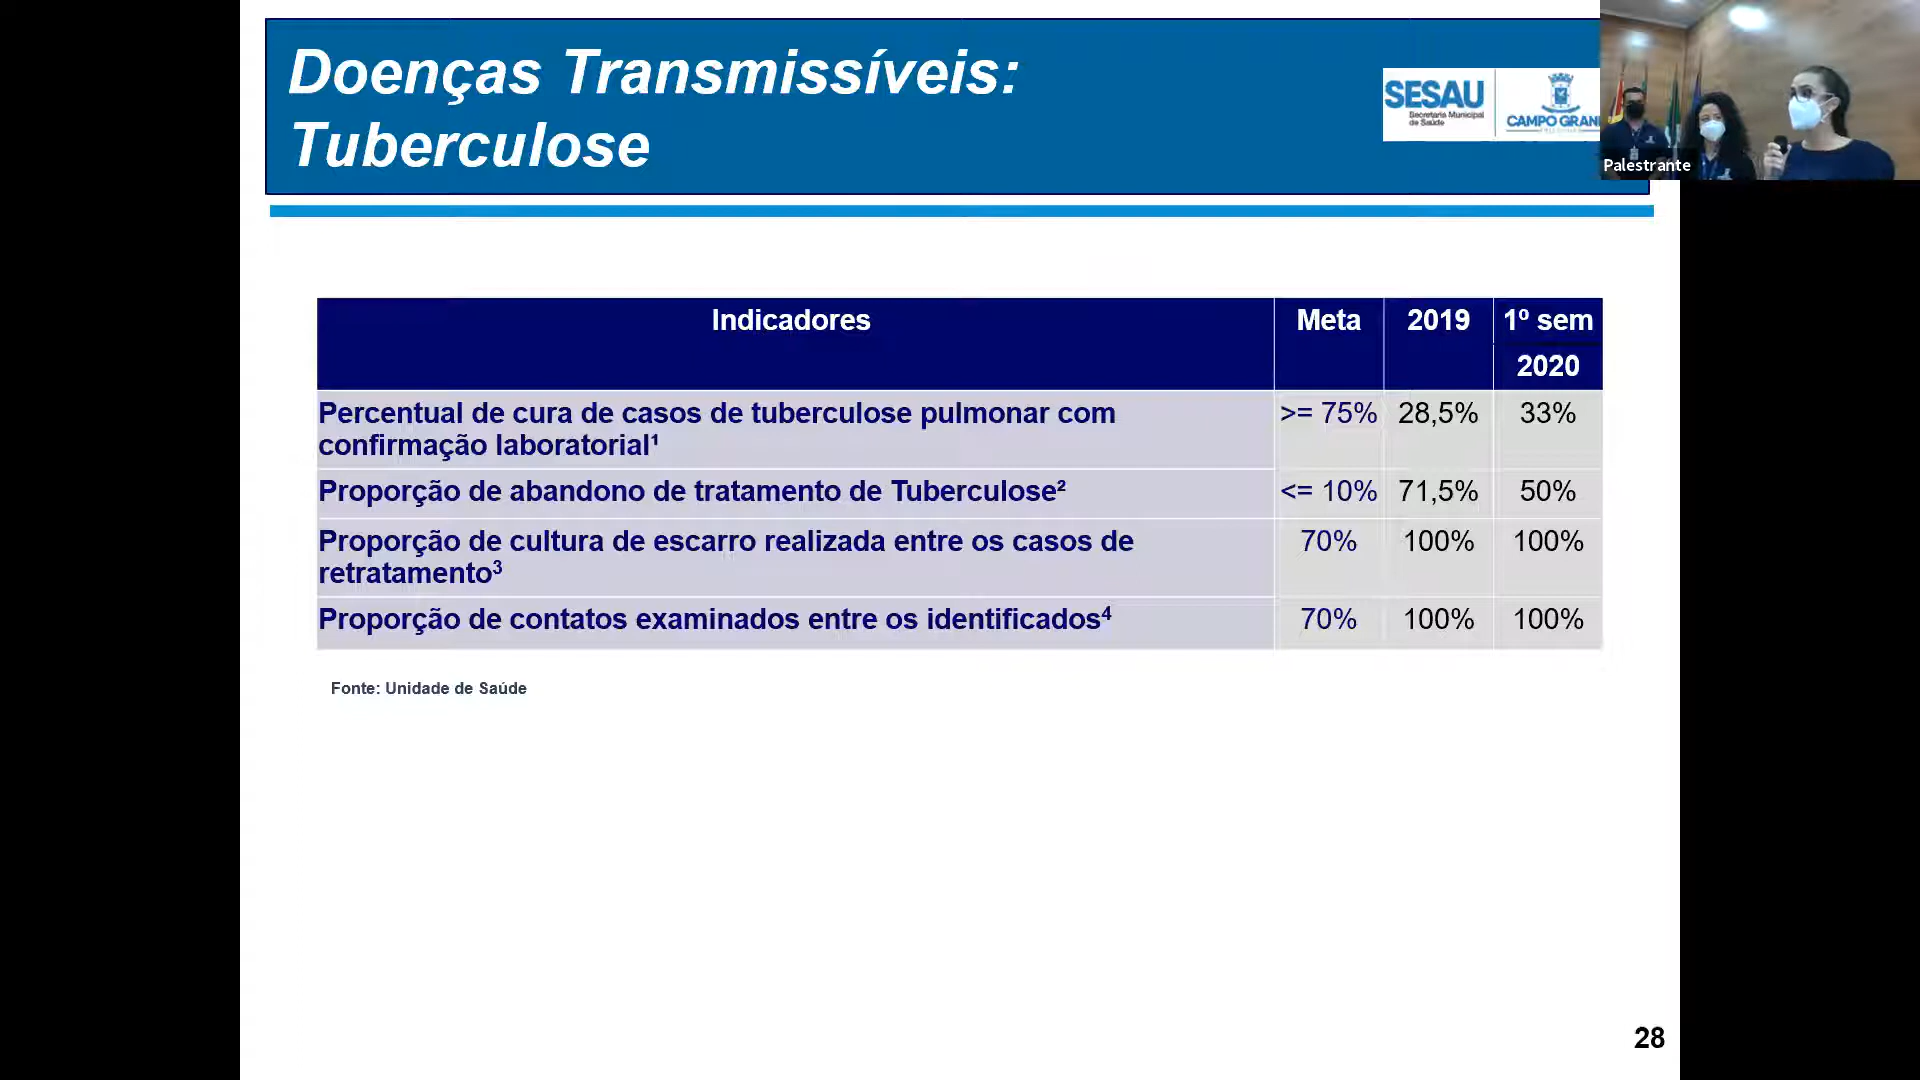 Doenças Transmissíveis:
Tuberculose
SESAU
Secretaria Municipal
de Saúde
CAMPO GRAN
Palestrante
Indicadores
Meta
2019
1º sem
2020
Percentual de cura de casos de tuberculose pulmonar com
confirmação laboratorial¹
>= 75%
28,5%
33%
Proporção de abandono de tratamento de Tuberculose²
<= 10%
71,5%
50%
Proporção de cultura de escarro realizada entre os casos de
retratamento³
70%
100%
100%
Proporção de contatos examinados entre os identificados⁴
70%
100%
100%
Fonte: Unidade de Saúde
28